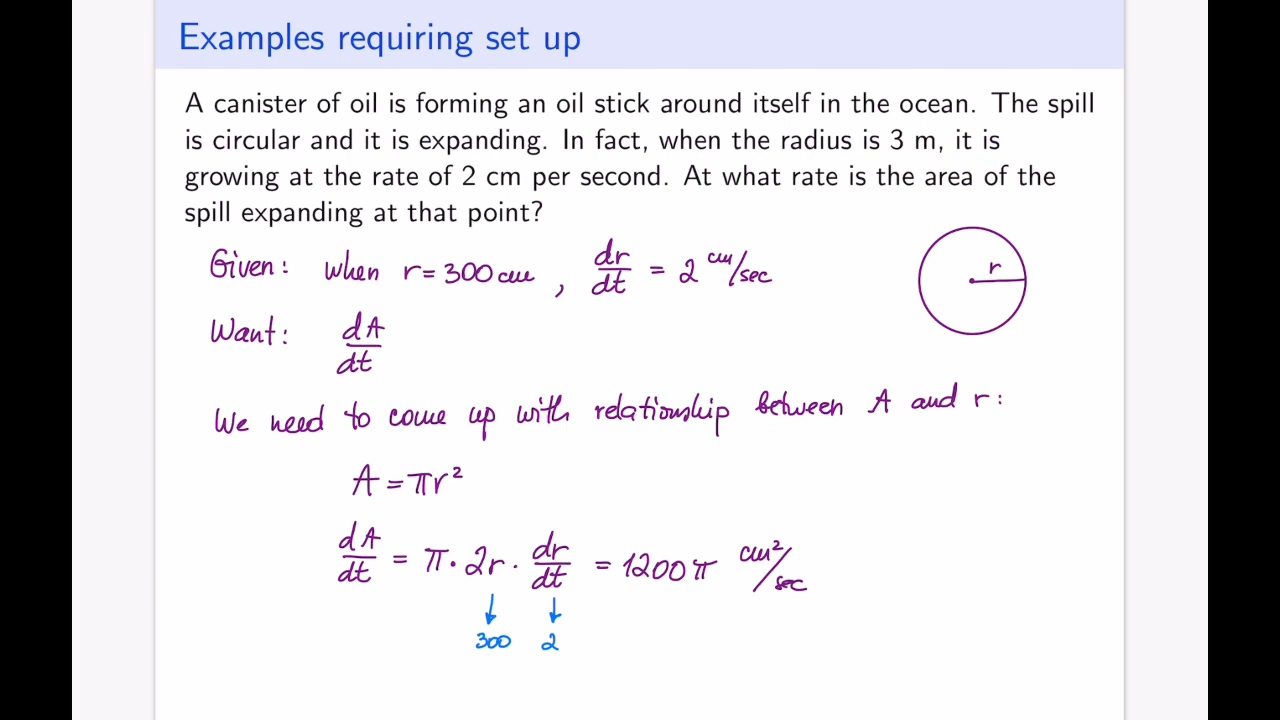 Examples requiring set up
A canister of oil is forming an oil stick around itself in the ocean. The spill
is circular and it is expanding. In fact, when the radius is 3 m, it is
growing at the rate of 2 cm per second. At what rate is the area of the
spill expanding at that point?
Given: when r = 300 cm, dr/dt = 2 cm/sec
r
Want: dA/dt
We need to come up with relationship between A and r:
A = πr²
dA/dt = π · 2r · dr/dt = 1200π cm²/sec
↓ ↓
300 2